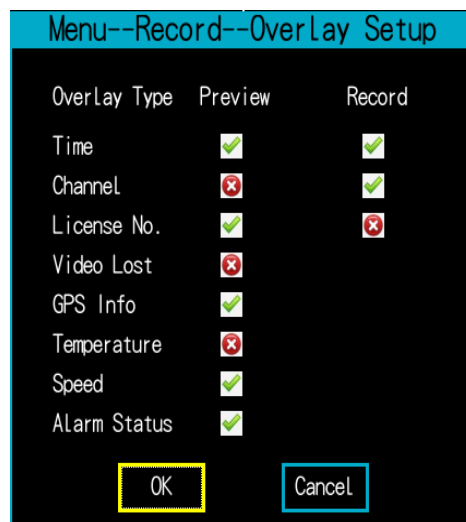 Menu--Record--Overlay Setup
Overlay Type Preview Record
Time
Channel
License No.
Video Lost
GPS Info
Temperature
Speed
Alarm Status
OK Cancel